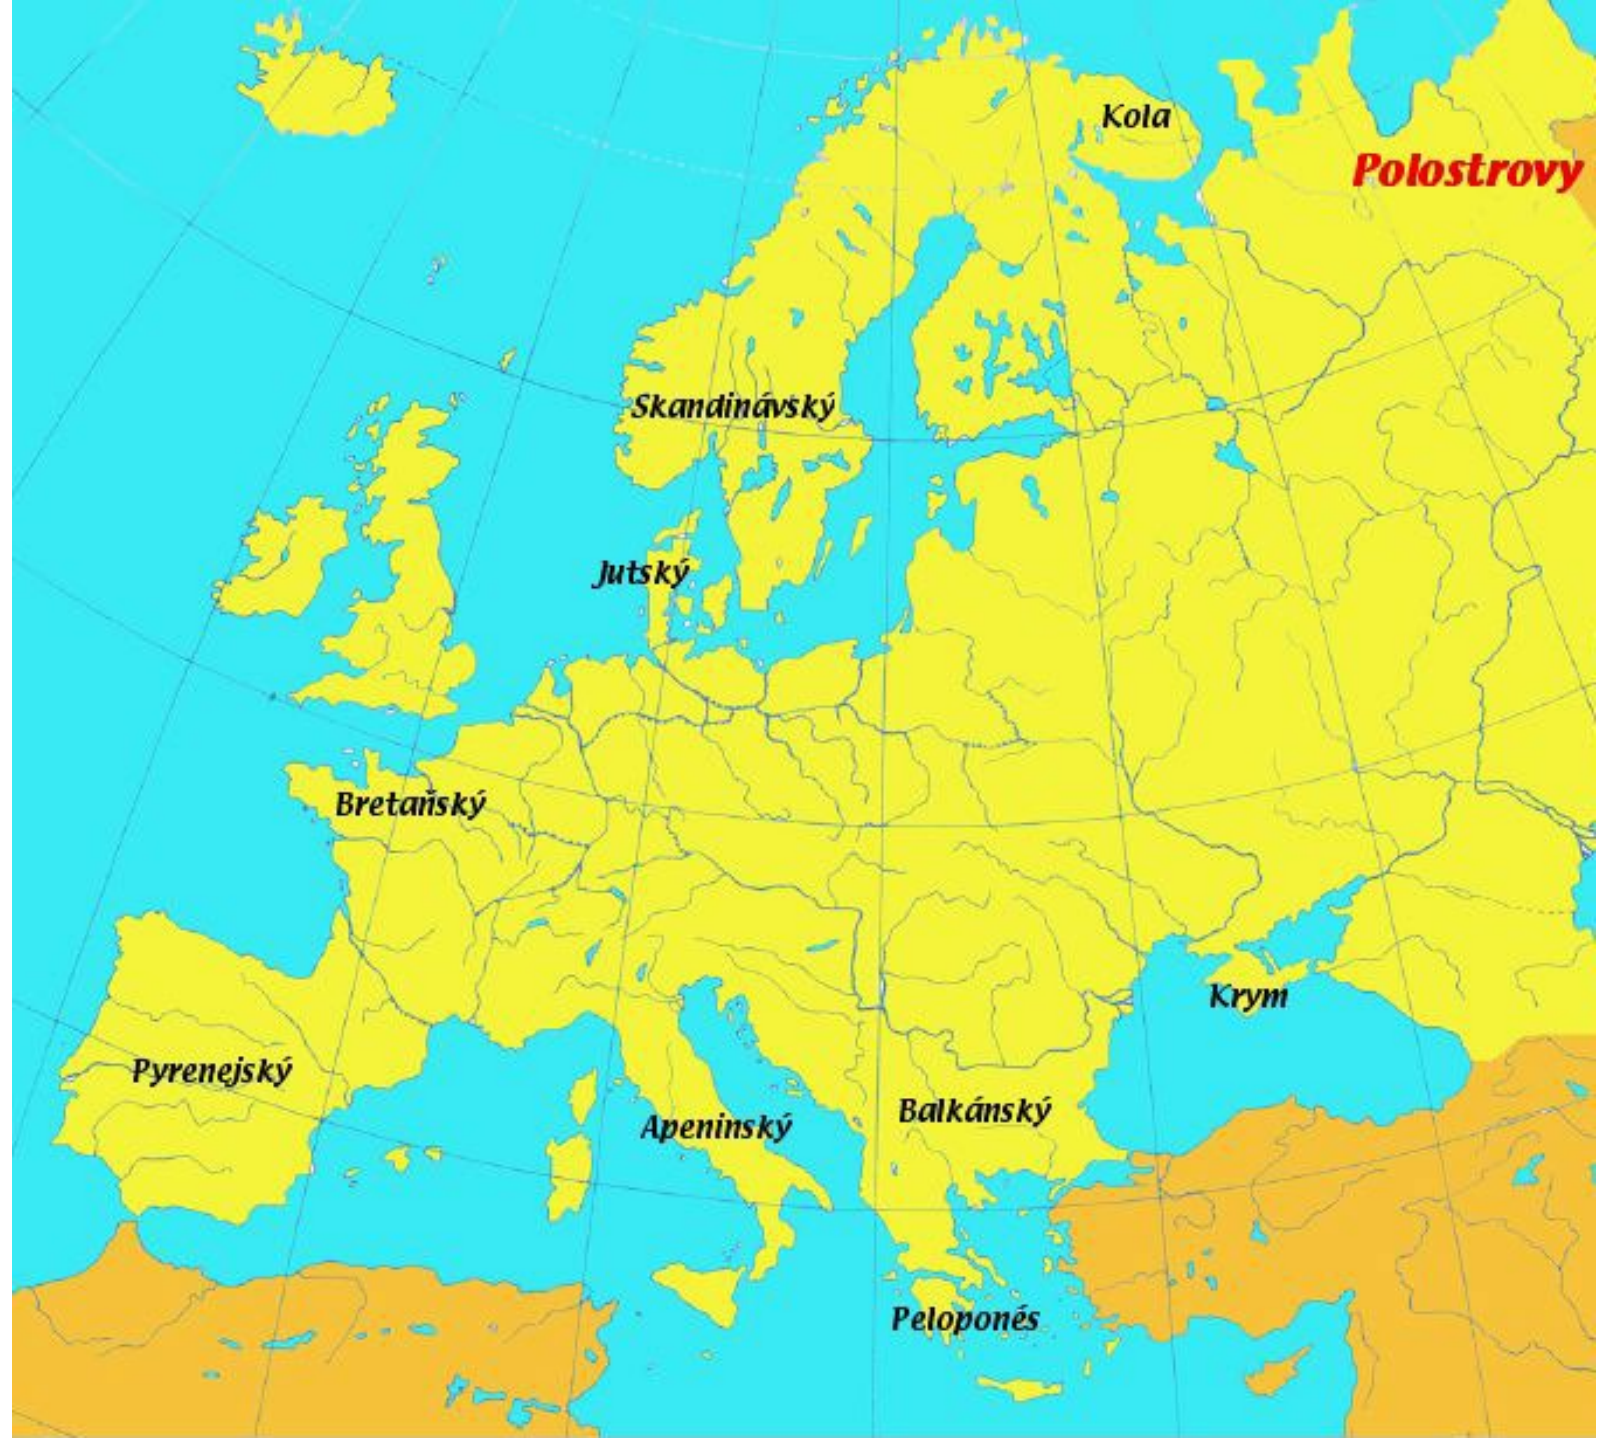 Kola
Polostrovy
Skandinávský
Jutský
Bretaňský
Krym
Pyrenejský
Balkánský
Apeninský
Peloponés